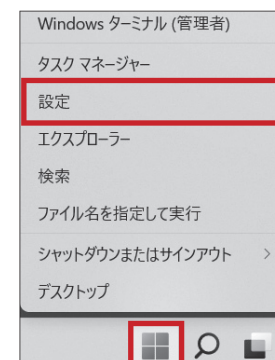 Windows ターミナル (管理者)
タスク マネージャー
設定
エクスプローラー
検索
ファイル名を指定して実行
シャットダウンまたはサインアウト
デスクトップ